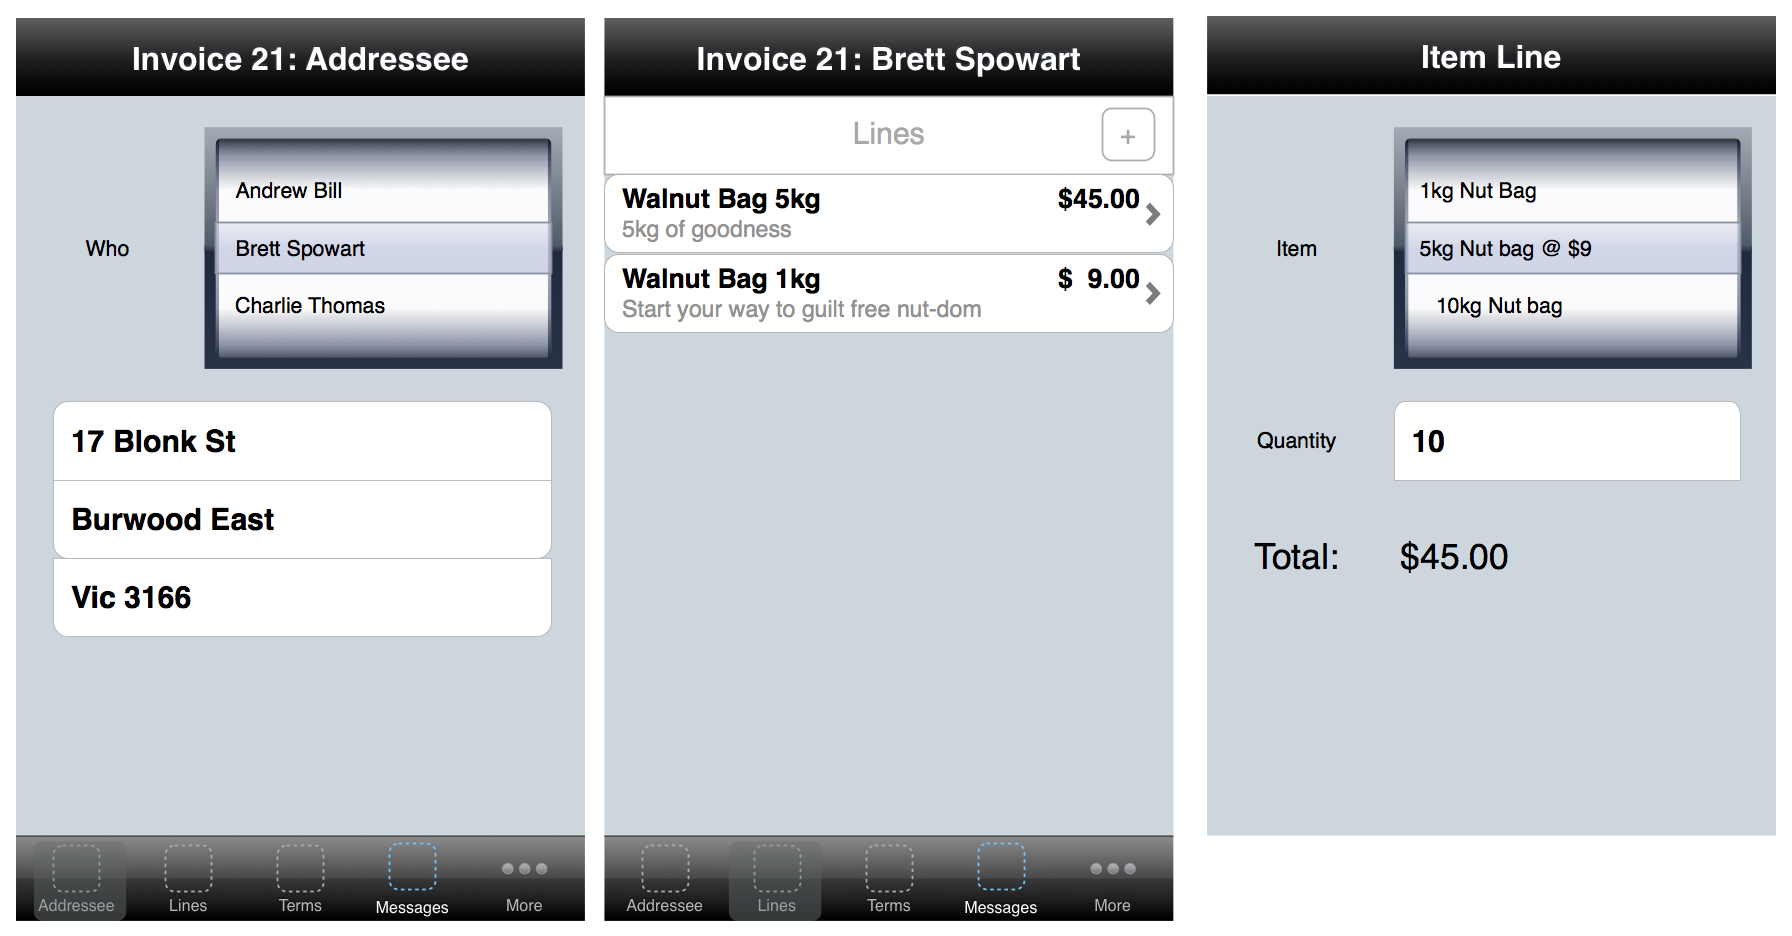 Invoice 21: Addressee
Who
Andrew Bill
Brett Spowart
Charlie Thomas
17 Blonk St
Burwood East
Vic 3166
Addressee
Lines
Terms
Messages
More
Invoice 21: Brett Spowart
Lines
+
Walnut Bag 5kg $45.00
5kg of goodness
Walnut Bag 1kg $ 9.00
Start your way to guilt free nut-dom
Addressee
Lines
Terms
Messages
More
Item Line
Item
1kg Nut Bag
5kg Nut bag @ $9
10kg Nut bag
Quantity
10
Total: $45.00